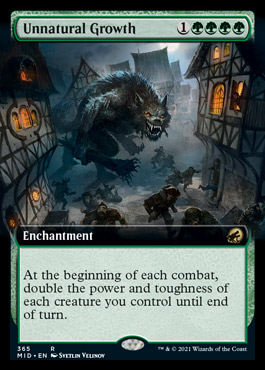 Unnatural Growth 1
Enchantment
At the beginning of each combat,
double the power and toughness of
each creature you control until end
of turn.
365 R
MID • EN SVETLIN VELINOV ™ & © 2021 Wizards of the Coast